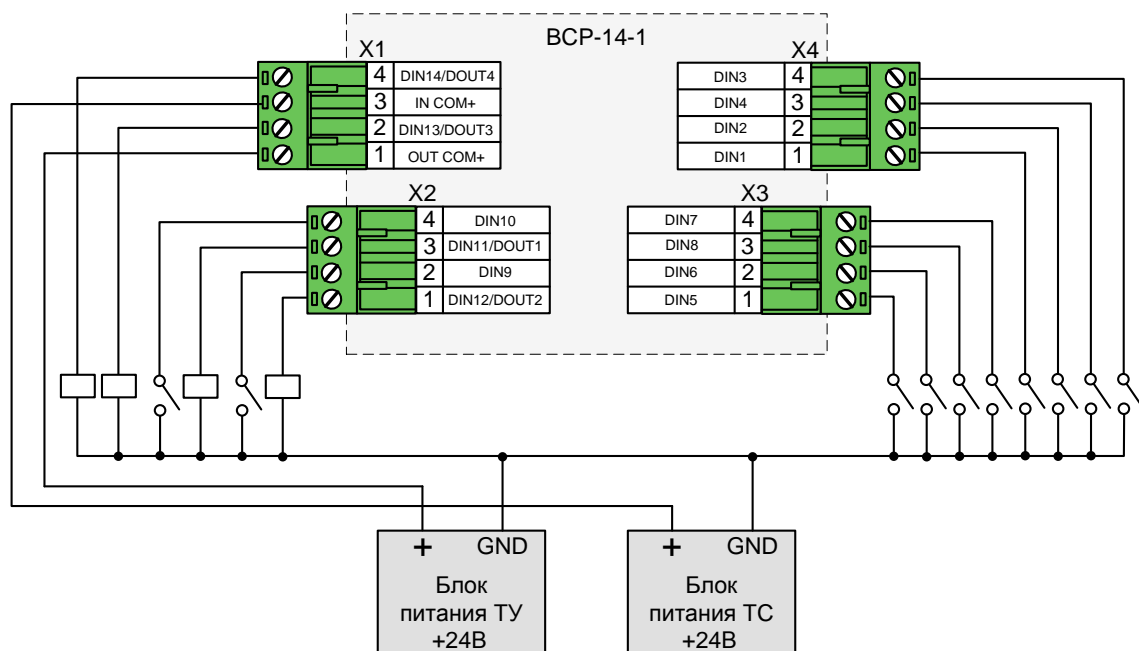 BCP-14-1
X1
4 DIN14/DOUT4
3 IN COM+
2 DIN13/DOUT3
1 OUT COM+
X4
DIN3 4
DIN4 3
DIN2 2
DIN1 1
X2
4 DIN10
3 DIN11/DOUT1
2 DIN9
1 DIN12/DOUT2
X3
DIN7 4
DIN8 3
DIN6 2
DIN5 1
+ GND
Блок
питания ТУ
+24В
+ GND
Блок
питания ТС
+24В